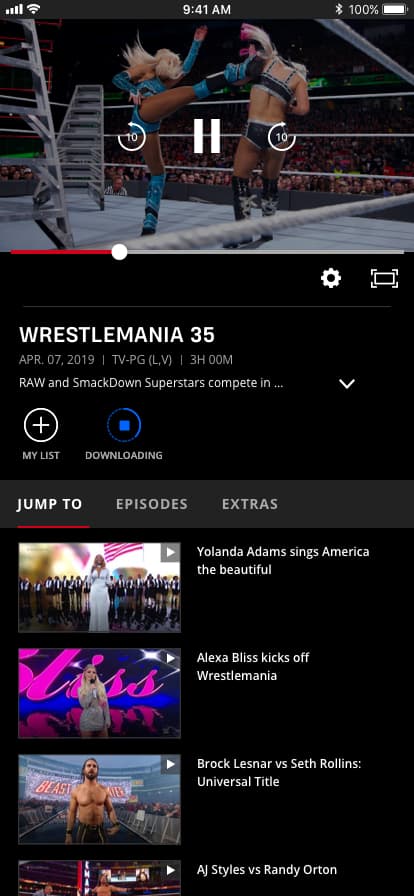 9:41 AM
100%
10
10
WRESTLEMANIA 35
APR. 07, 2019 | TV-PG (L,V) | 3H 00M
RAW and SmackDown Superstars compete in ...
MY LIST
DOWNLOADING
JUMP TO
EPISODES
EXTRAS
Yolanda Adams sings America
the beautiful
Bliss
Alexa Bliss kicks off
Wrestlemania
BEAST
Brock Lesnar vs Seth Rollins:
Universal Title
AJ Styles vs Randy Orton